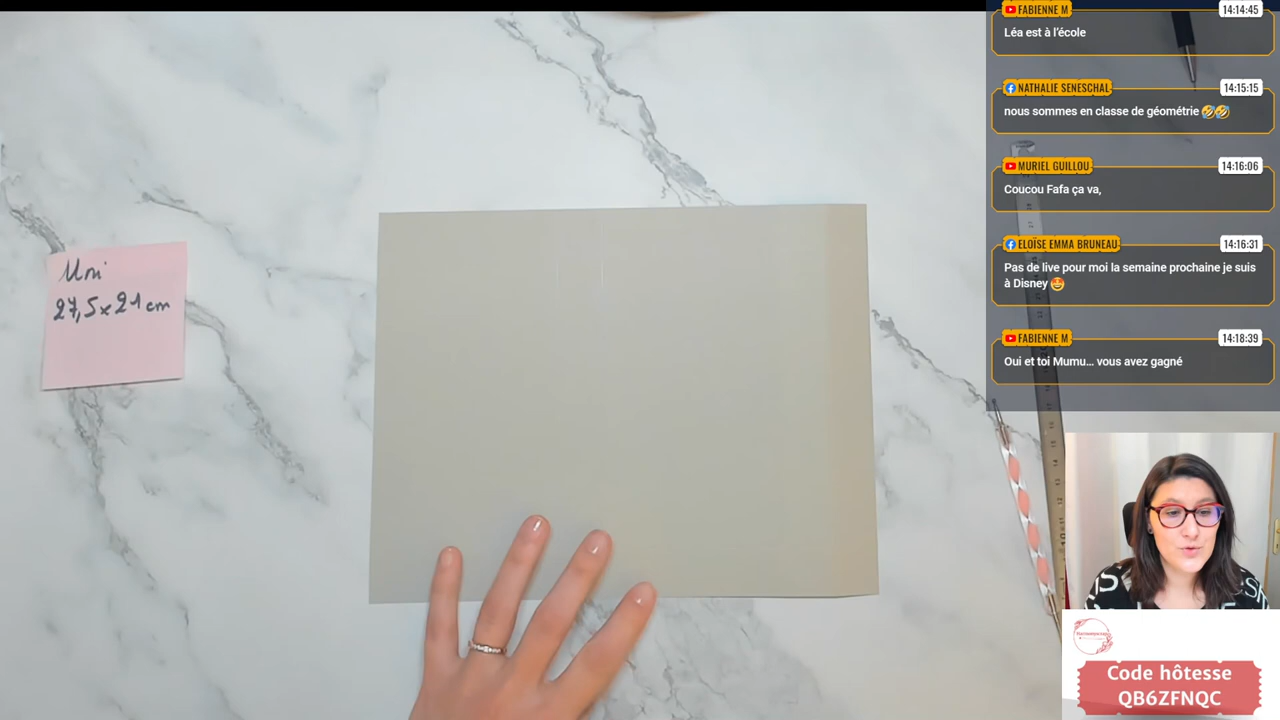 Uni
27,5x21 cm
FABIENNE M
14:14:45
Léa est à l'école
NATHALIE SENESCHAL
14:15:15
nous sommes en classe de géométrie 🤣🤣
MURIEL GUILLOU
14:16:06
Coucou Fafa ça va,
ELOÏSE EMMA BRUNEAU
14:16:31
Pas de live pour moi la semaine prochaine je suis
à Disney 🤩
FABIENNE M
14:18:39
Oui et toi Mumu... vous avez gagné
Code hôtesse
QB6ZFNQC